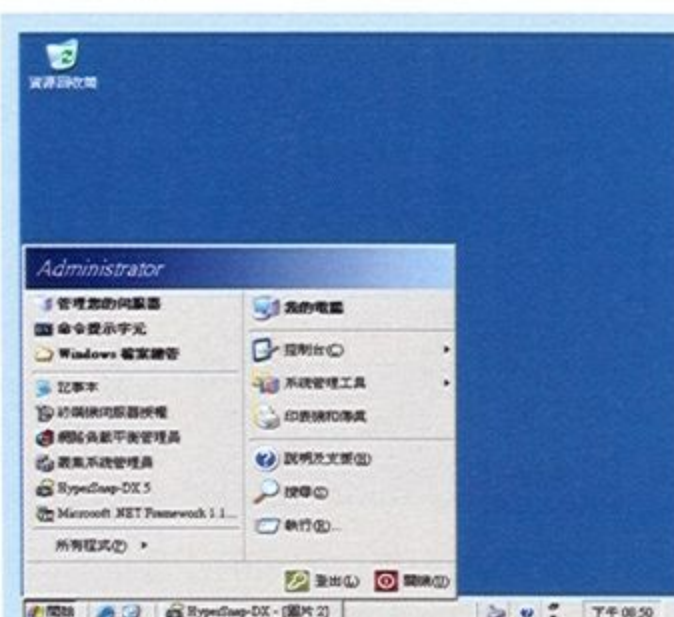 資源回收筒
Administrator
管理您的伺服器
命令提示字元
Windows 檔案總管
記事本
終端機伺服器授權
網路負載平衡管理員
叢集系統管理員
HyperSnap-DX 5
Microsoft .NET Framework 1.1...
所有程式(P)
我的電腦
控制台(C)
系統管理工具
印表機和傳真
說明及支援(H)
搜尋(S)
執行(R)...
登出(L)
關機(U)
開始
HyperSnap-DX - [圖片 2]
下午 08:50